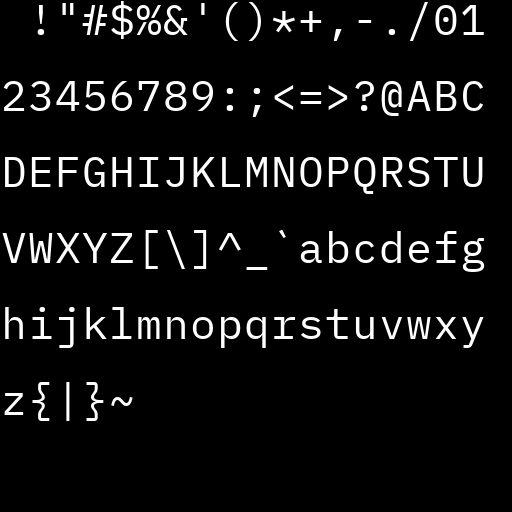 !"#$%&'()*+,-./01
23456789:;<=>?@ABC
DEFGHIJKLMNOPQRSTU
VWXYZ[\]^_`abcdefg
hijklmnopqrstuvwxy
z{|}~